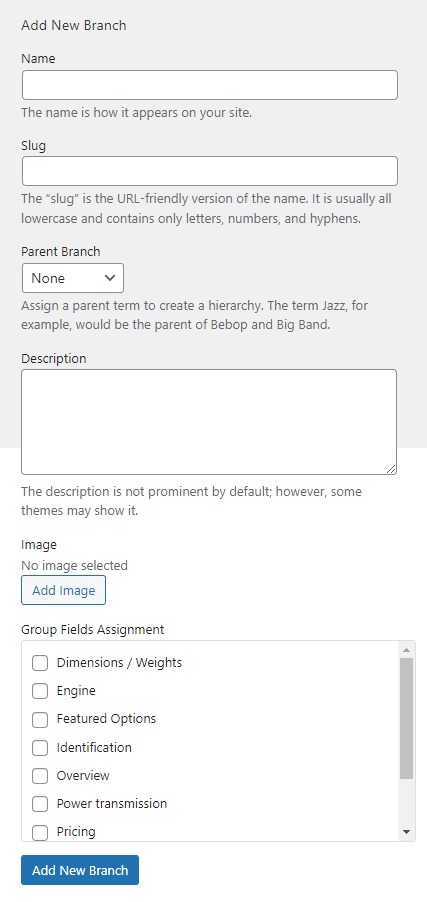 Add New Branch
Name
The name is how it appears on your site.
Slug
The “slug” is the URL-friendly version of the name. It is usually all
lowercase and contains only letters, numbers, and hyphens.
Parent Branch
None
Assign a parent term to create a hierarchy. The term Jazz, for
example, would be the parent of Bebop and Big Band.
Description
The description is not prominent by default; however, some
themes may show it.
Image
No image selected
Add Image
Group Fields Assignment
Dimensions / Weights
Engine
Featured Options
Identification
Overview
Power transmission
Pricing
Add New Branch